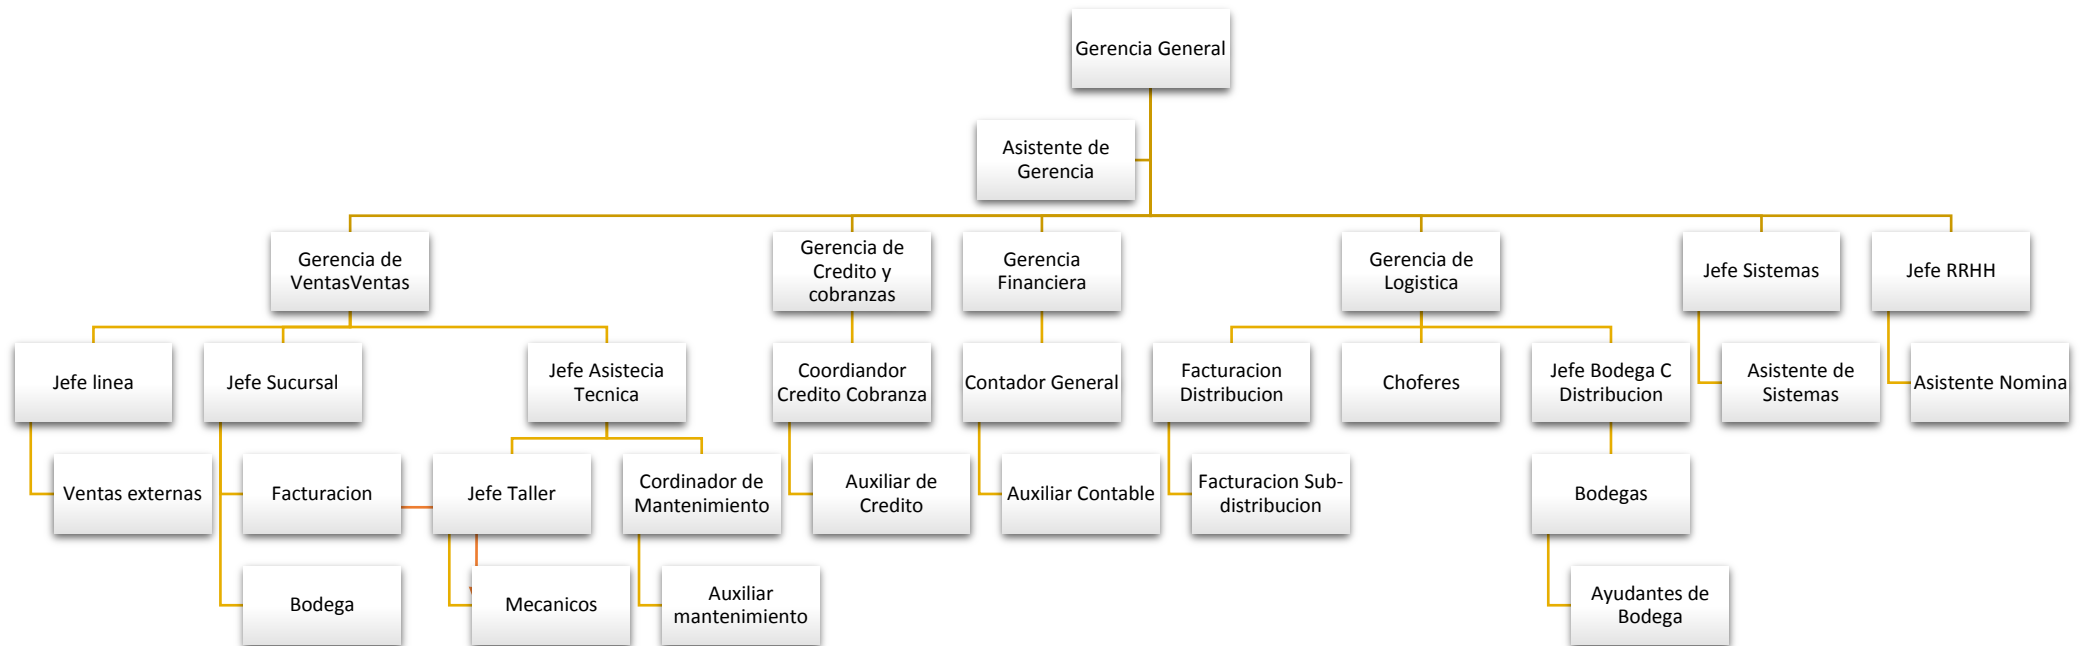 Gerencia General
Asistente de
Gerencia
Gerencia de
VentasVentas
Gerencia de
Credito y
cobranzas
Gerencia
Financiera
Gerencia de
Logistica
Jefe Sistemas
Jefe RRHH
Jefe linea
Jefe Sucursal
Jefe Asistecia
Tecnica
Coordiandor
Credito Cobranza
Contador General
Facturacion
Distribucion
Choferes
Jefe Bodega C
Distribucion
Asistente de
Sistemas
Asistente Nomina
Ventas externas
Facturacion
Jefe Taller
Cordinador de
Mantenimiento
Auxiliar de
Credito
Auxiliar Contable
Facturacion Sub-
distribucion
Bodegas
Bodega
Mecanicos
Auxiliar
mantenimiento
Ayudantes de
Bodega